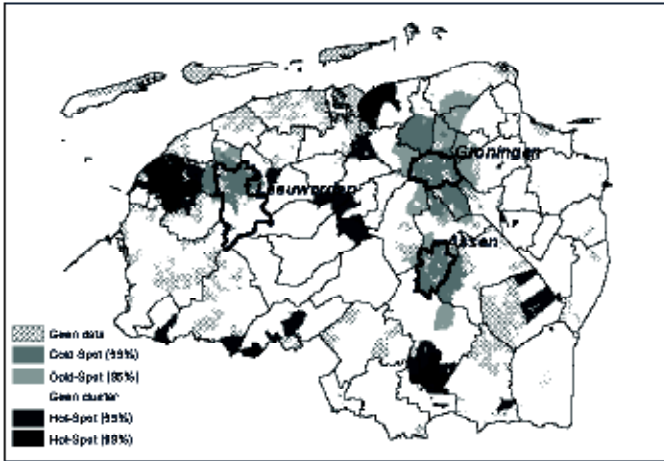 Groningen
Leeuwarden
Assen
Geen data
Cold-Spot (99%)
Cold-Spot (95%)
Geen cluster
Hot-Spot (95%)
Hot-Spot (99%)